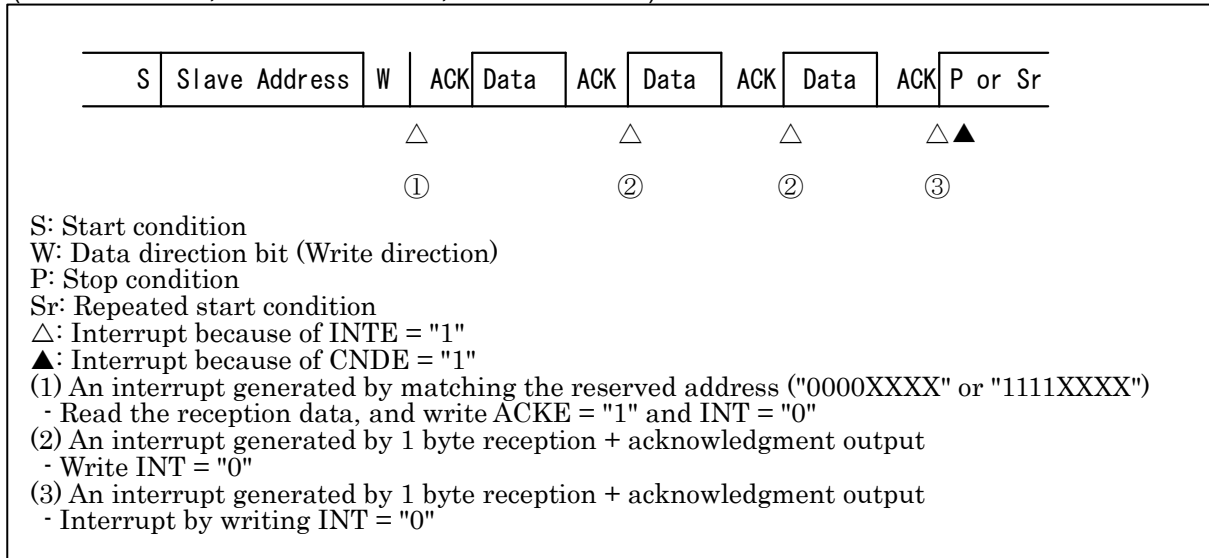 S Slave Address W ACK Data ACK Data ACK Data ACK P or Sr
△ △ △ △▲
① ② ② ③
S: Start condition
W: Data direction bit (Write direction)
P: Stop condition
Sr: Repeated start condition
△: Interrupt because of INTE = "1"
▲: Interrupt because of CNDE = "1"
(1) An interrupt generated by matching the reserved address ("0000XXXX" or "1111XXXX")
- Read the reception data, and write ACKE = "1" and INT = "0"
(2) An interrupt generated by 1 byte reception + acknowledgment output
- Write INT = "0"
(3) An interrupt generated by 1 byte reception + acknowledgment output
- Interrupt by writing INT = "0"